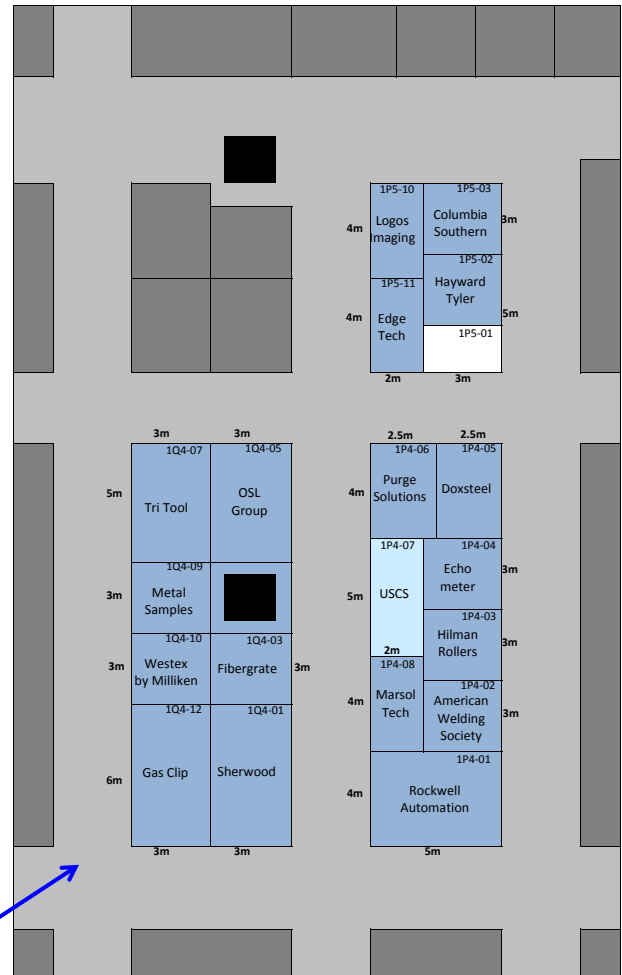 1P5-10
1P5-03
4m
Logos
Imaging
Columbia
Southern
3m
1P5-02
1P5-11
Hayward
Tyler
4m
Edge
Tech
5m
1P5-01
2m
3m
3m
3m
2.5m
2.5m
1Q4-07
1Q4-05
1P4-06
1P4-05
5m
Tri Tool
OSL
Group
4m
Purge
Solutions
Doxsteel
1P4-07
1P4-04
1Q4-09
3m
Metal
Samples
5m
USCS
Echo
meter
3m
1P4-03
1Q4-10
1Q4-03
2m
Hilman
Rollers
3m
3m
Westex
by Milliken
Fibergrate
3m
1P4-08
1P4-02
4m
Marsol
Tech
American
Welding
Society
3m
1Q4-12
1Q4-01
6m
Gas Clip
Sherwood
1P4-01
4m
Rockwell
Automation
3m
3m
5m